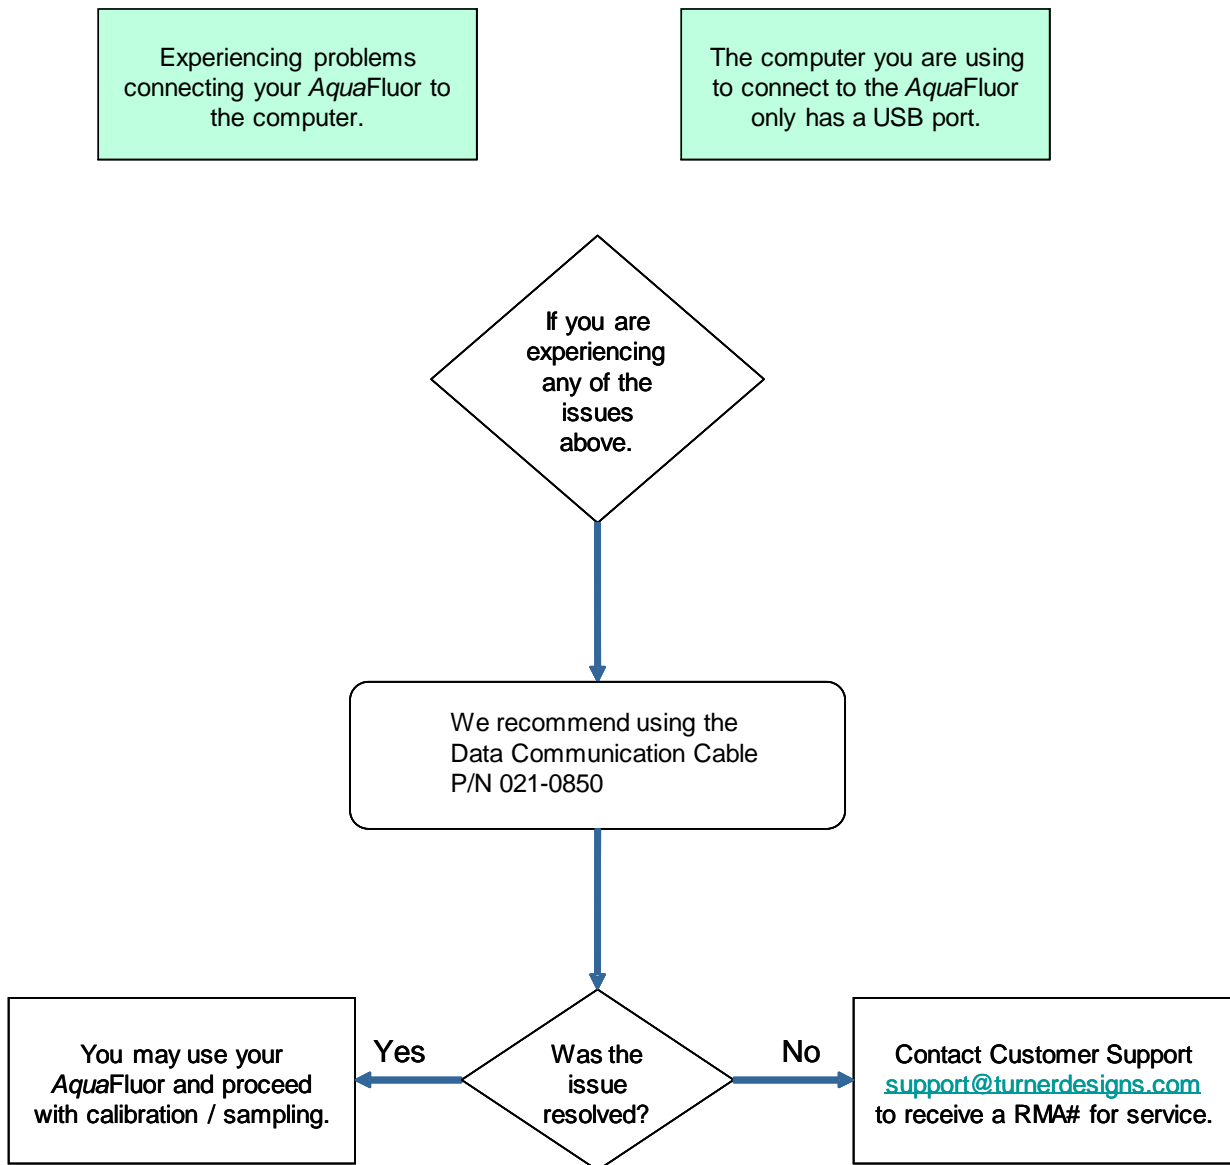 Experiencing problems
connecting your AquaFluor to
the computer.
The computer you are using
to connect to the AquaFluor
only has a USB port.
If you are
experiencing
any of the
issues
above.
We recommend using the
Data Communication Cable
P/N 021-0850
You may use your
AquaFluor and proceed
with calibration / sampling.
Yes
Was the
issue
resolved?
No
Contact Customer Support
support@turnerdesigns.com
to receive a RMA# for service.